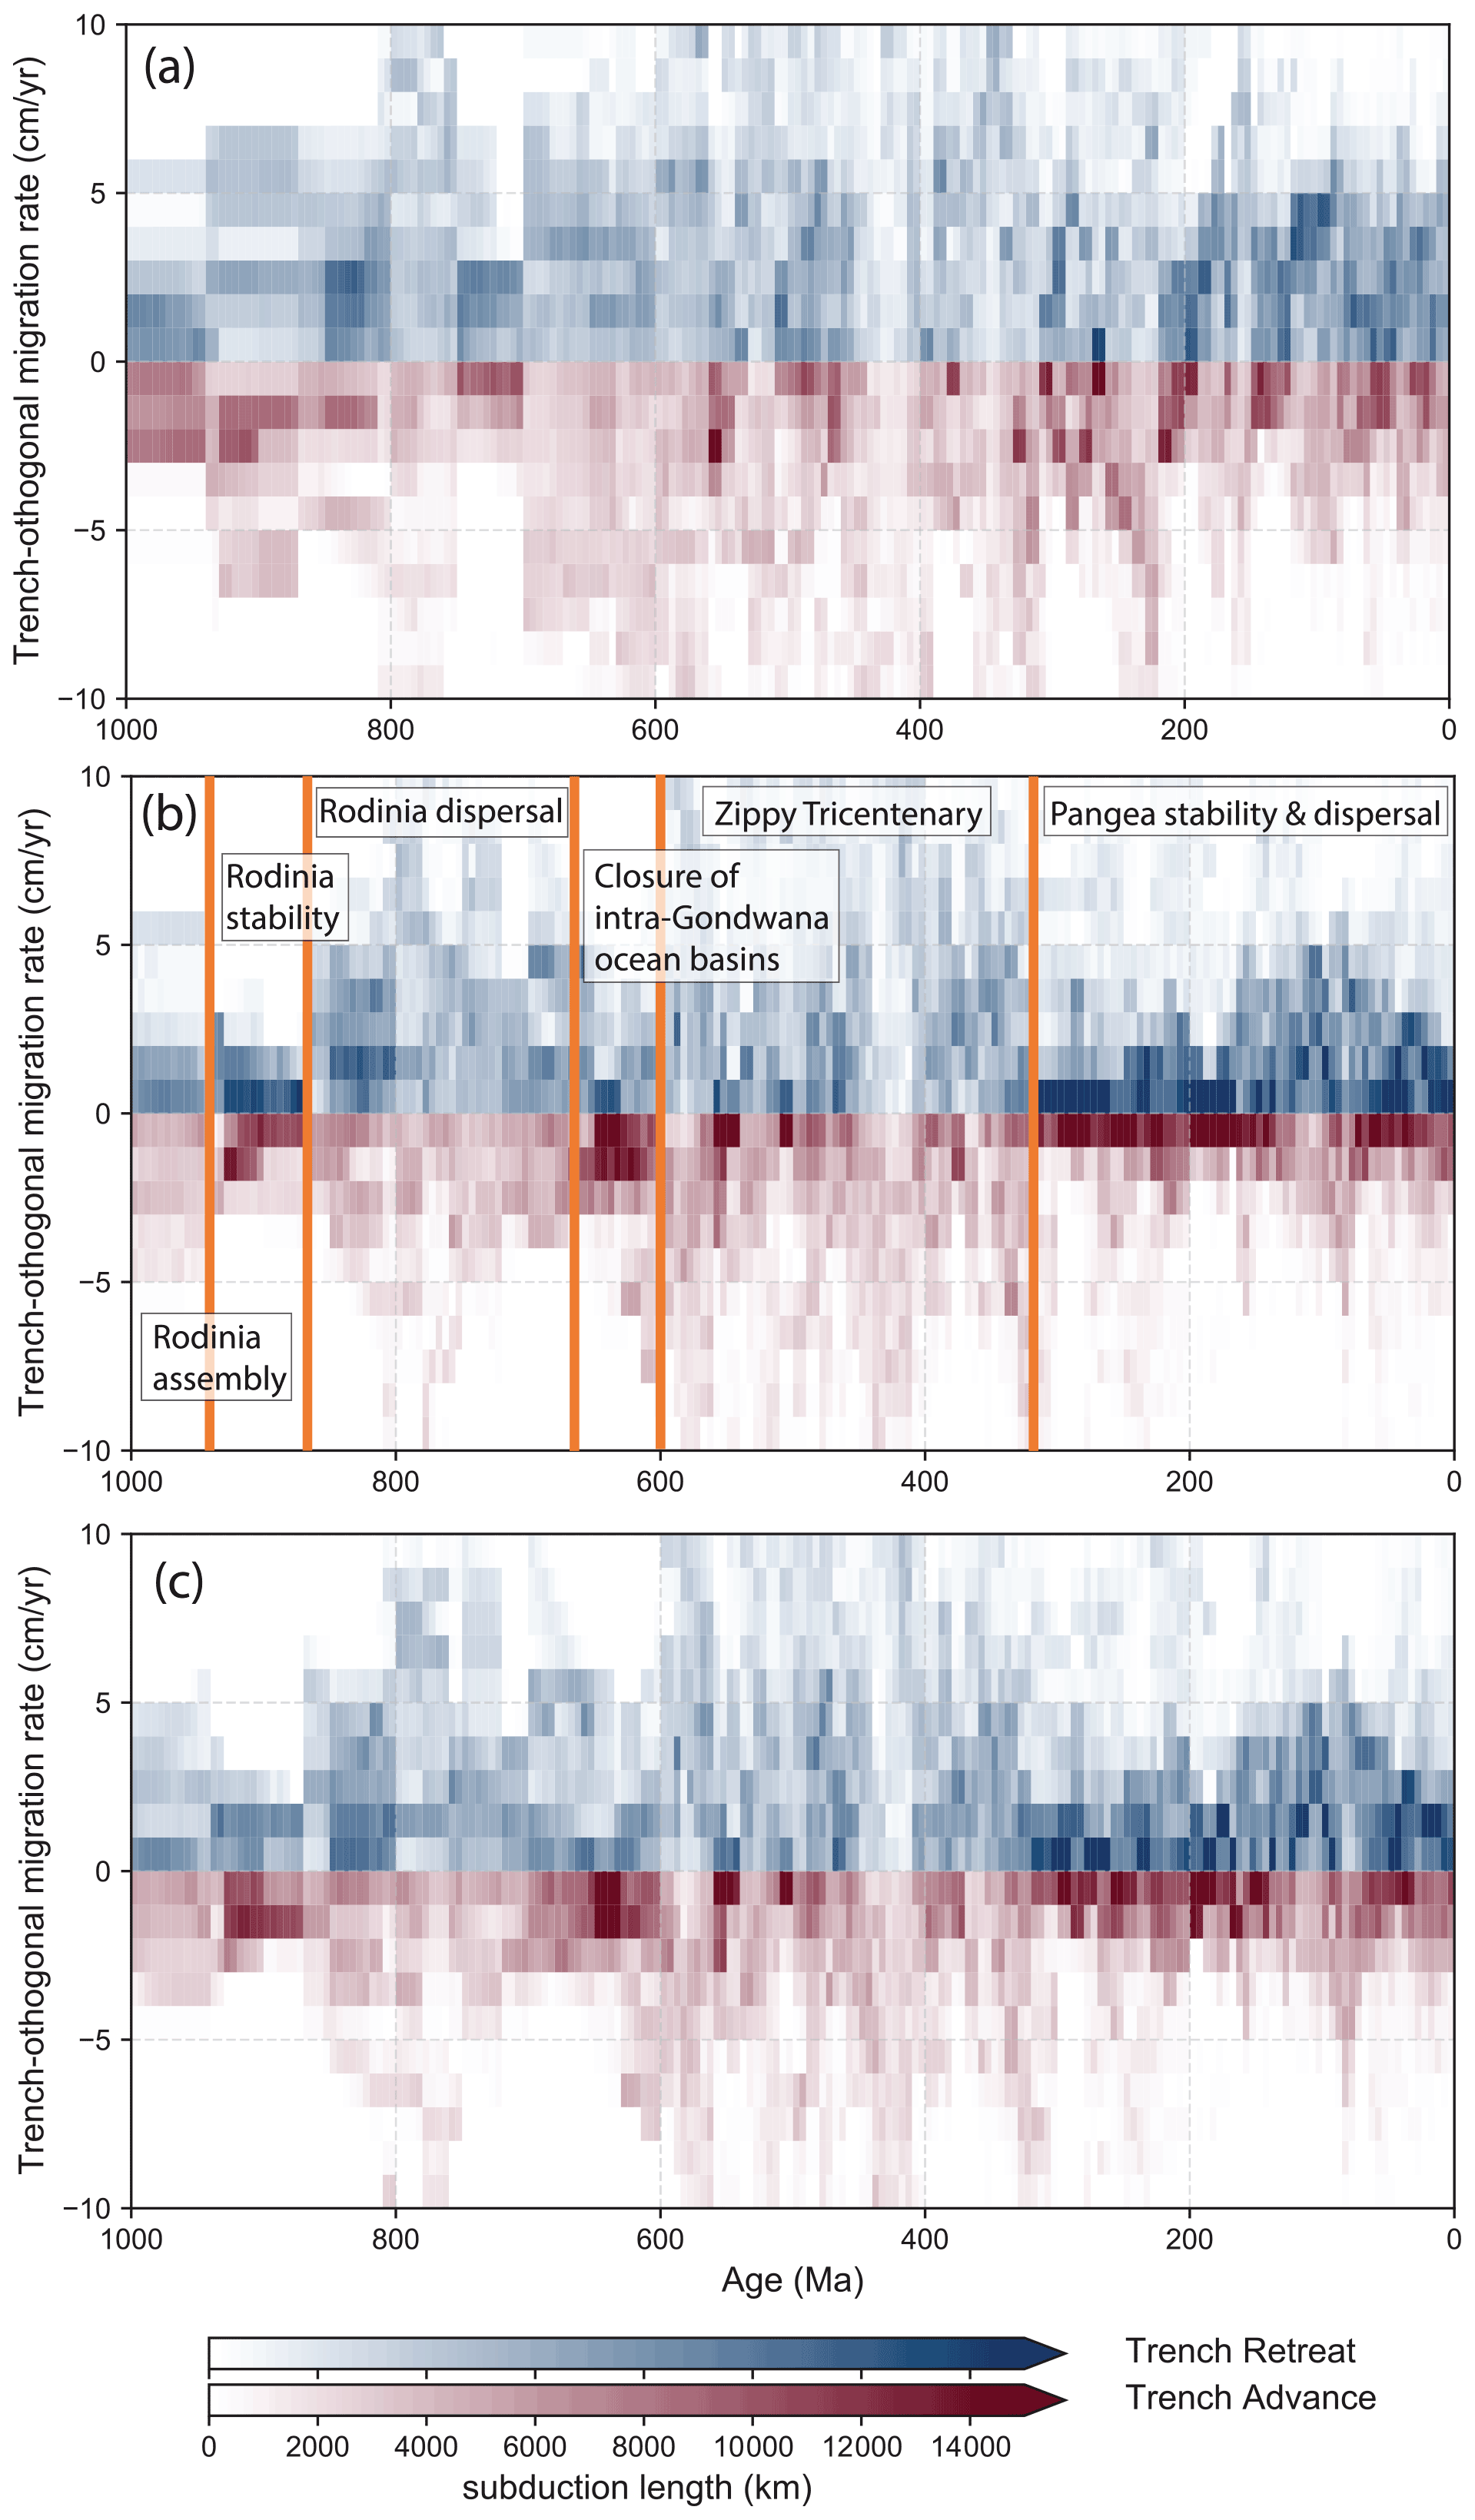 (a)
Trench-othogonal migration rate (cm/yr)
10
5
0
−5
−10
1000 800 600 400 200 0
(b)
Trench-othogonal migration rate (cm/yr)
10
5
0
−5
−10
Rodinia dispersal
Zippy Tricentenary
Pangea stability & dispersal
Rodinia
stability
Closure of
intra-Gondwana
ocean basins
Rodinia
assembly
1000 800 600 400 200 0
(c)
Trench-othogonal migration rate (cm/yr)
10
5
0
−5
−10
1000 800 600 400 200 0
Age (Ma)
Trench Retreat
Trench Advance
0 2000 4000 6000 8000 10000 12000 14000
subduction length (km)